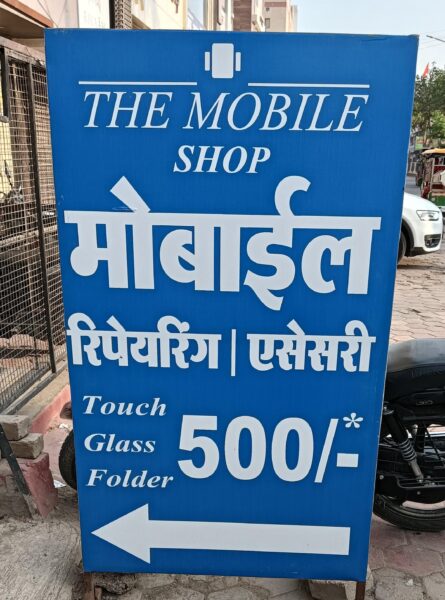 THE MOBILE
SHOP
मोबाईल
रिपेयरिंग | एसेसरी
Touch
Glass
Folder
500/-*